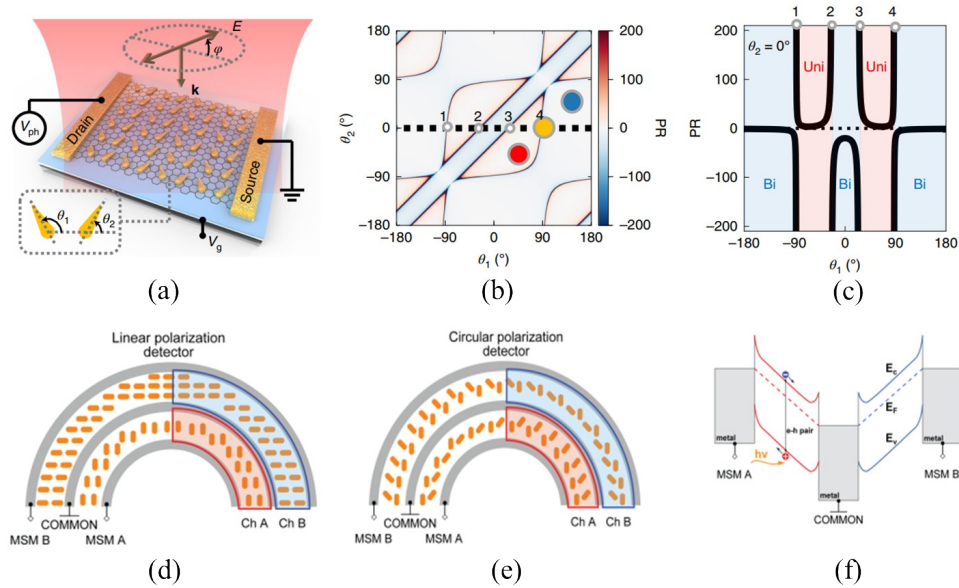 E
φ
k
Drain
Source
V_ph
V_g
θ1
θ2
(a)
180
90
0
−90
−180
θ2 (°)
1
2
3
4
−180
−90
0
90
180
θ1 (°)
200
100
0
−100
−200
PR
(b)
1
2
3
4
θ2 = 0°
Uni
Uni
Bi
Bi
Bi
200
100
0
−100
−200
PR
−180
−90
0
90
180
θ1 (°)
(c)
Linear polarization
detector
COMMON
MSM B
MSM A
Ch A
Ch B
(d)
Circular polarization
detector
COMMON
MSM B
MSM A
Ch A
Ch B
(e)
E_c
E_F
E_v
e-h pair
hν
metal
metal
metal
MSM A
MSM B
COMMON
(f)